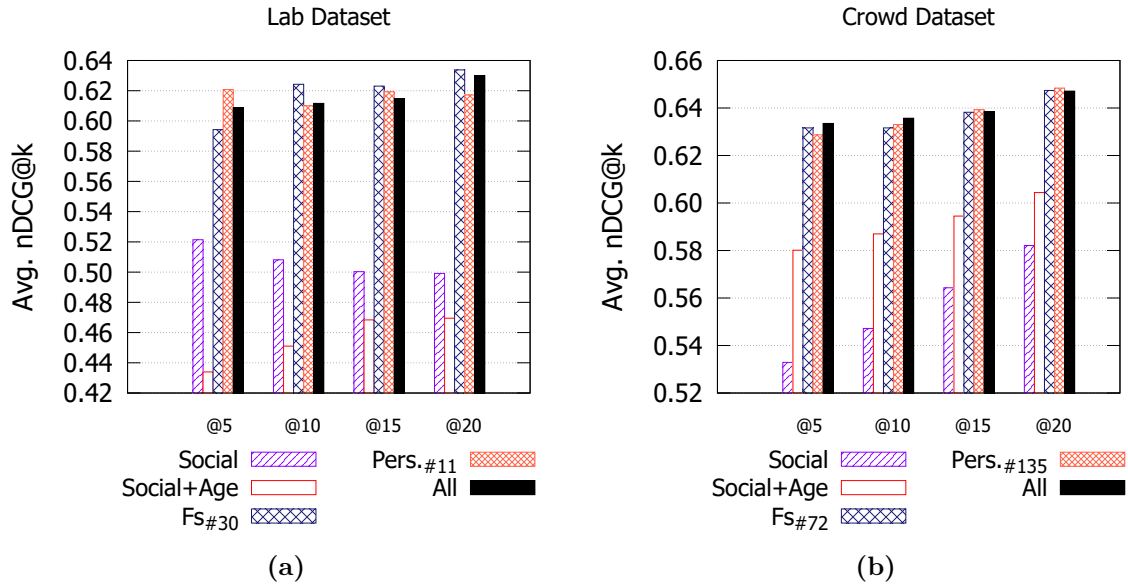 Lab Dataset
Avg. nDCG@k
0.64
0.62
0.60
0.58
0.56
0.54
0.52
0.50
0.48
0.46
0.44
0.42
@5 @10 @15 @20
Social Pers.#11
Social+Age All
Fs#30
(a)
Crowd Dataset
Avg. nDCG@k
0.66
0.64
0.62
0.60
0.58
0.56
0.54
0.52
@5 @10 @15 @20
Social Pers.#135
Social+Age All
Fs#72
(b)